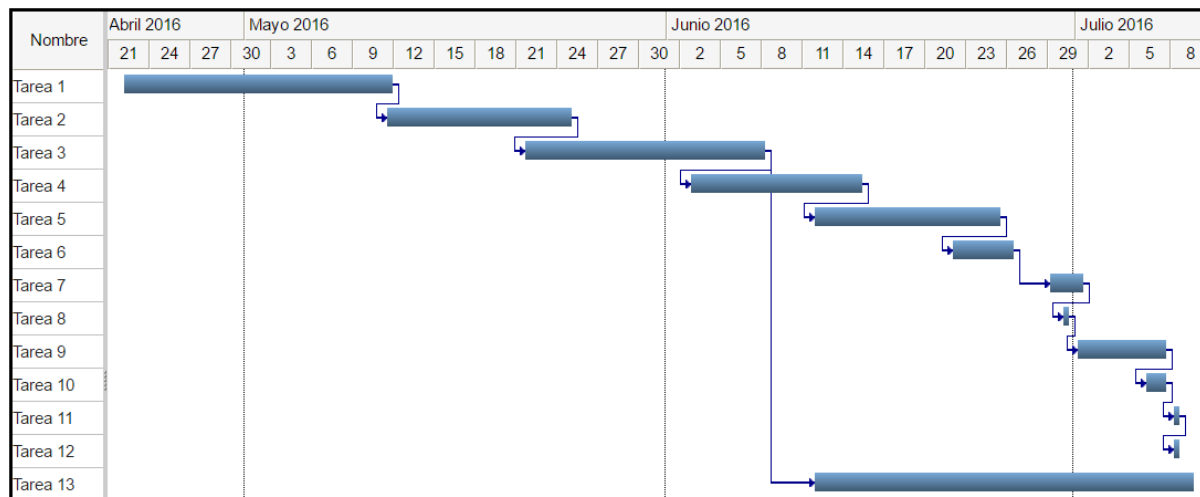 Nombre
Abril 2016 Mayo 2016 Junio 2016 Julio 2016
21 24 27 30 3 6 9 12 15 18 21 24 27 30 2 5 8 11 14 17 20 23 26 29 2 5 8
Tarea 1
Tarea 2
Tarea 3
Tarea 4
Tarea 5
Tarea 6
Tarea 7
Tarea 8
Tarea 9
Tarea 10
Tarea 11
Tarea 12
Tarea 13